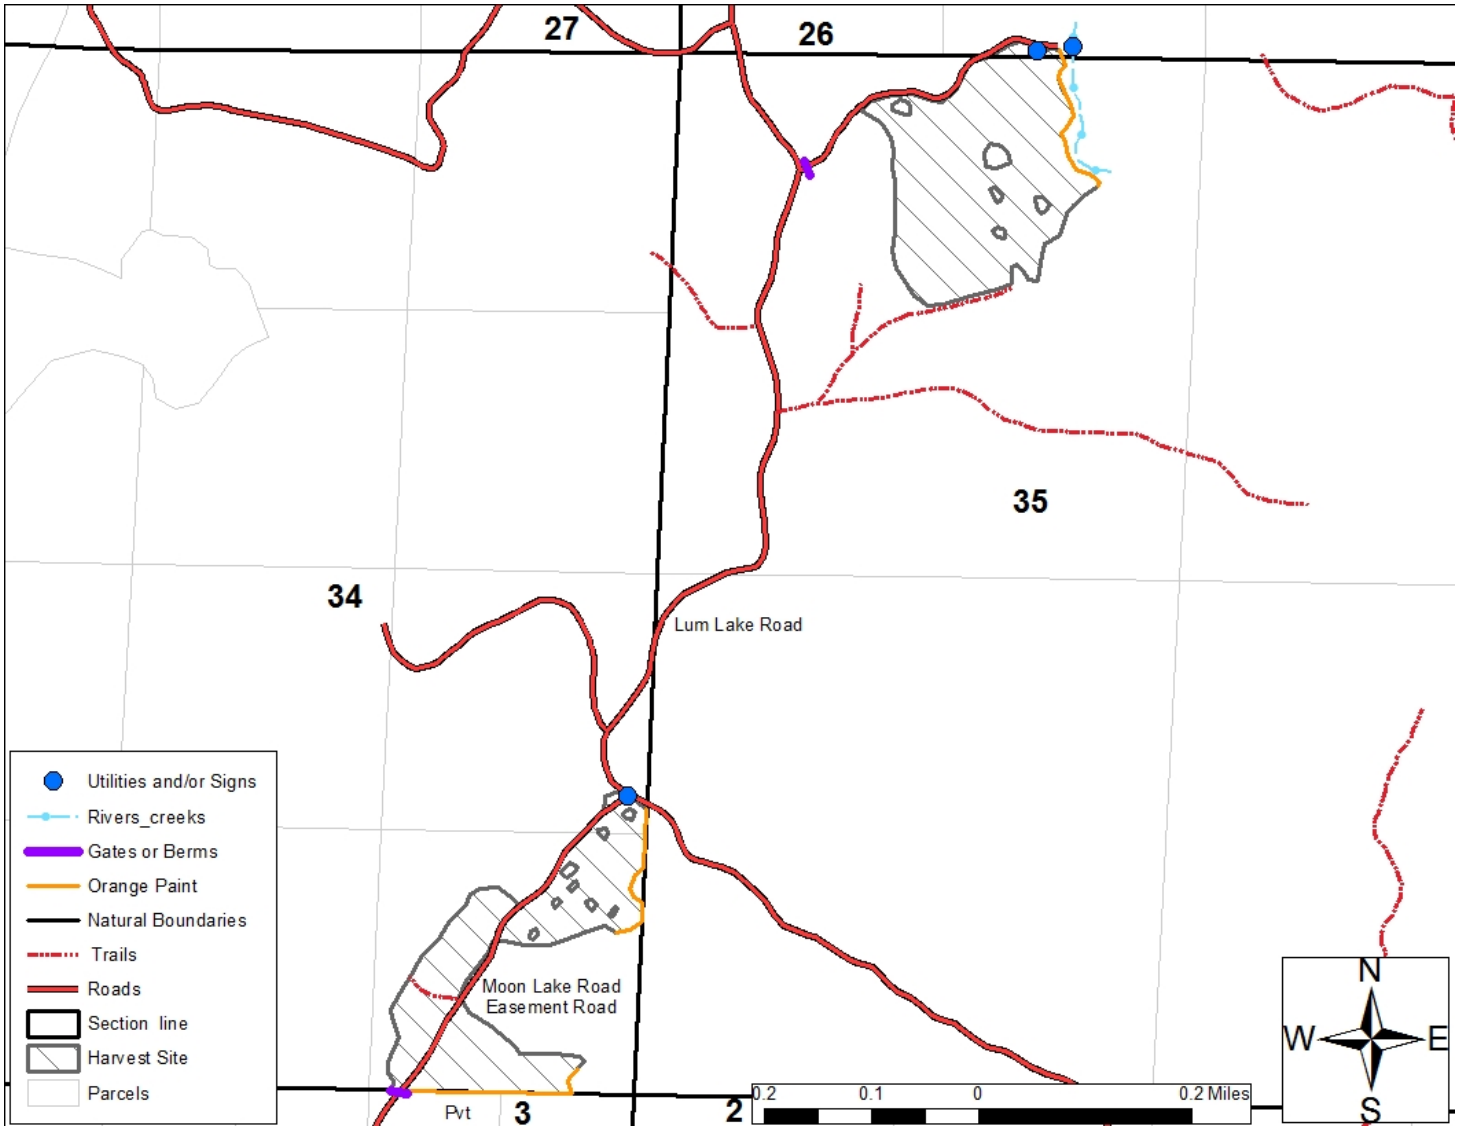 27
26
35
34
Lum Lake Road
Utilities and/or Signs
Rivers_creeks
Gates or Berms
Orange Paint
Natural Boundaries
Trails
Roads
Section line
Harvest Site
Parcels
Moon Lake Road
Easement Road
Pvt
3
2
0.2 0.1 0 0.2 Miles
N
W E
S